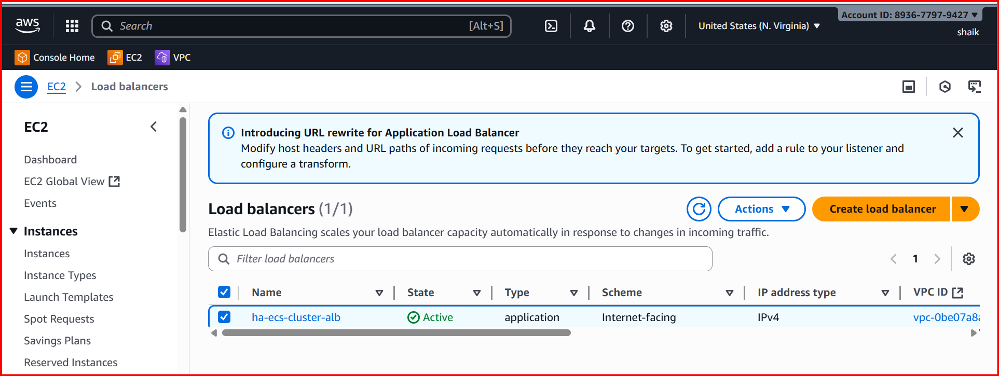 aws
Search [Alt+S]
United States (N. Virginia)
Account ID: 8936-7797-9427
shaik
Console Home EC2 VPC
EC2 Load balancers
EC2
Dashboard
EC2 Global View
Events
Instances
Instances
Instance Types
Launch Templates
Spot Requests
Savings Plans
Reserved Instances
Introducing URL rewrite for Application Load Balancer
Modify host headers and URL paths of incoming requests before they reach your targets. To get started, add a rule to your listener and
configure a transform.
Load balancers (1/1)
Actions
Create load balancer
Elastic Load Balancing scales your load balancer capacity automatically in response to changes in incoming traffic.
Filter load balancers
1
Name State Type Scheme IP address type VPC ID
ha-ecs-cluster-alb Active application Internet-facing IPv4 vpc-0be07a8